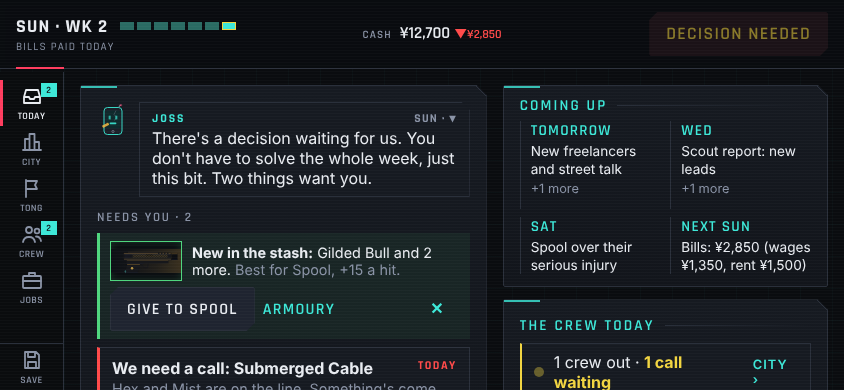 SUN · WK 2
BILLS PAID TODAY
CASH ¥12,700 ▼¥2,850
DECISION NEEDED
2
TODAY
CITY
TONG
2
CREW
JOBS
SAVE
JOSS
SUN · ▼
There's a decision waiting for us. You
don't have to solve the whole week, just
this bit. Two things want you.
NEEDS YOU · 2
New in the stash: Gilded Bull and 2
more. Best for Spool, +15 a hit.
GIVE TO SPOOL
ARMOURY
✕
We need a call: Submerged Cable
TODAY
Hex and Mist are on the line. Something's come
COMING UP
TOMORROW
New freelancers
and street talk
+1 more
WED
Scout report: new
leads
+1 more
SAT
Spool over their
serious injury
NEXT SUN
Bills: ¥2,850 (wages
¥1,350, rent ¥1,500)
THE CREW TODAY
1 crew out · 1 call
waiting
CITY
›